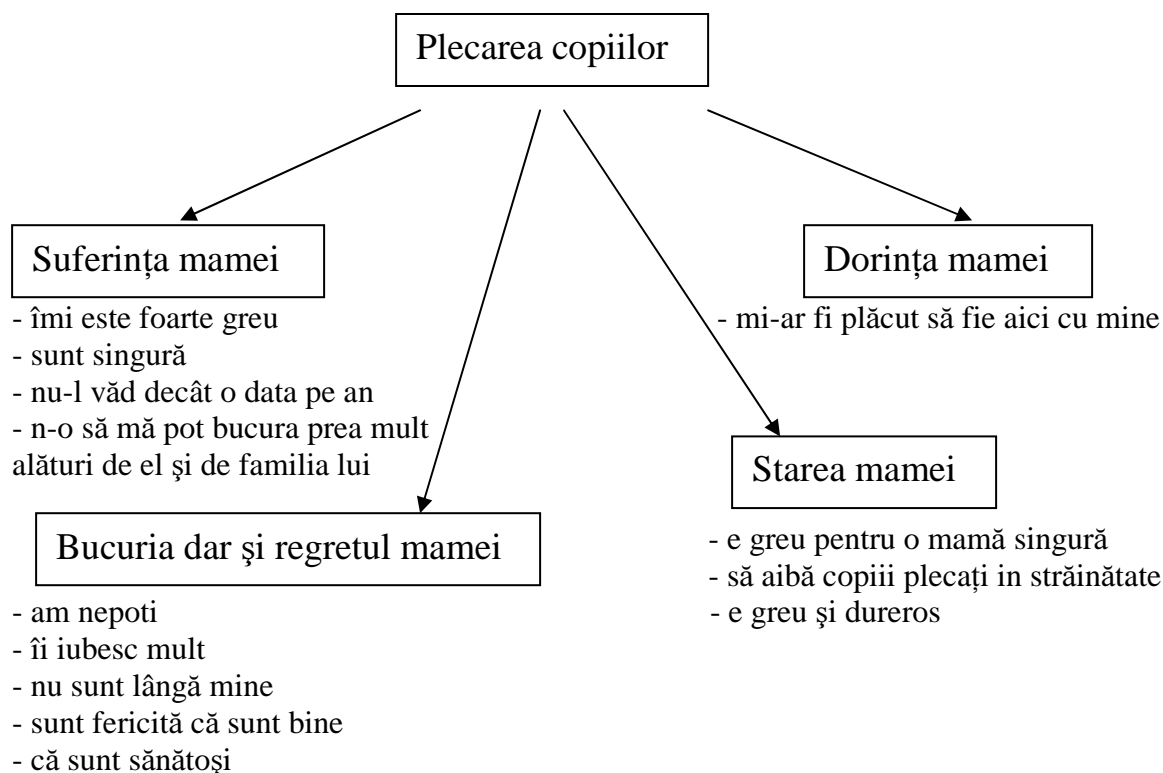 Plecarea copiilor
Suferința mamei
- îmi este foarte greu
- sunt singură
- nu-l văd decât o data pe an
- n-o să mă pot bucura prea mult
alături de el şi de familia lui
Dorința mamei
- mi-ar fi plăcut să fie aici cu mine
Bucuria dar şi regretul mamei
- am nepoti
- îi iubesc mult
- nu sunt lângă mine
- sunt fericită că sunt bine
- că sunt sănătoşi
Starea mamei
- e greu pentru o mamă singură
- să aibă copiii plecați in străinătate
- e greu şi dureros